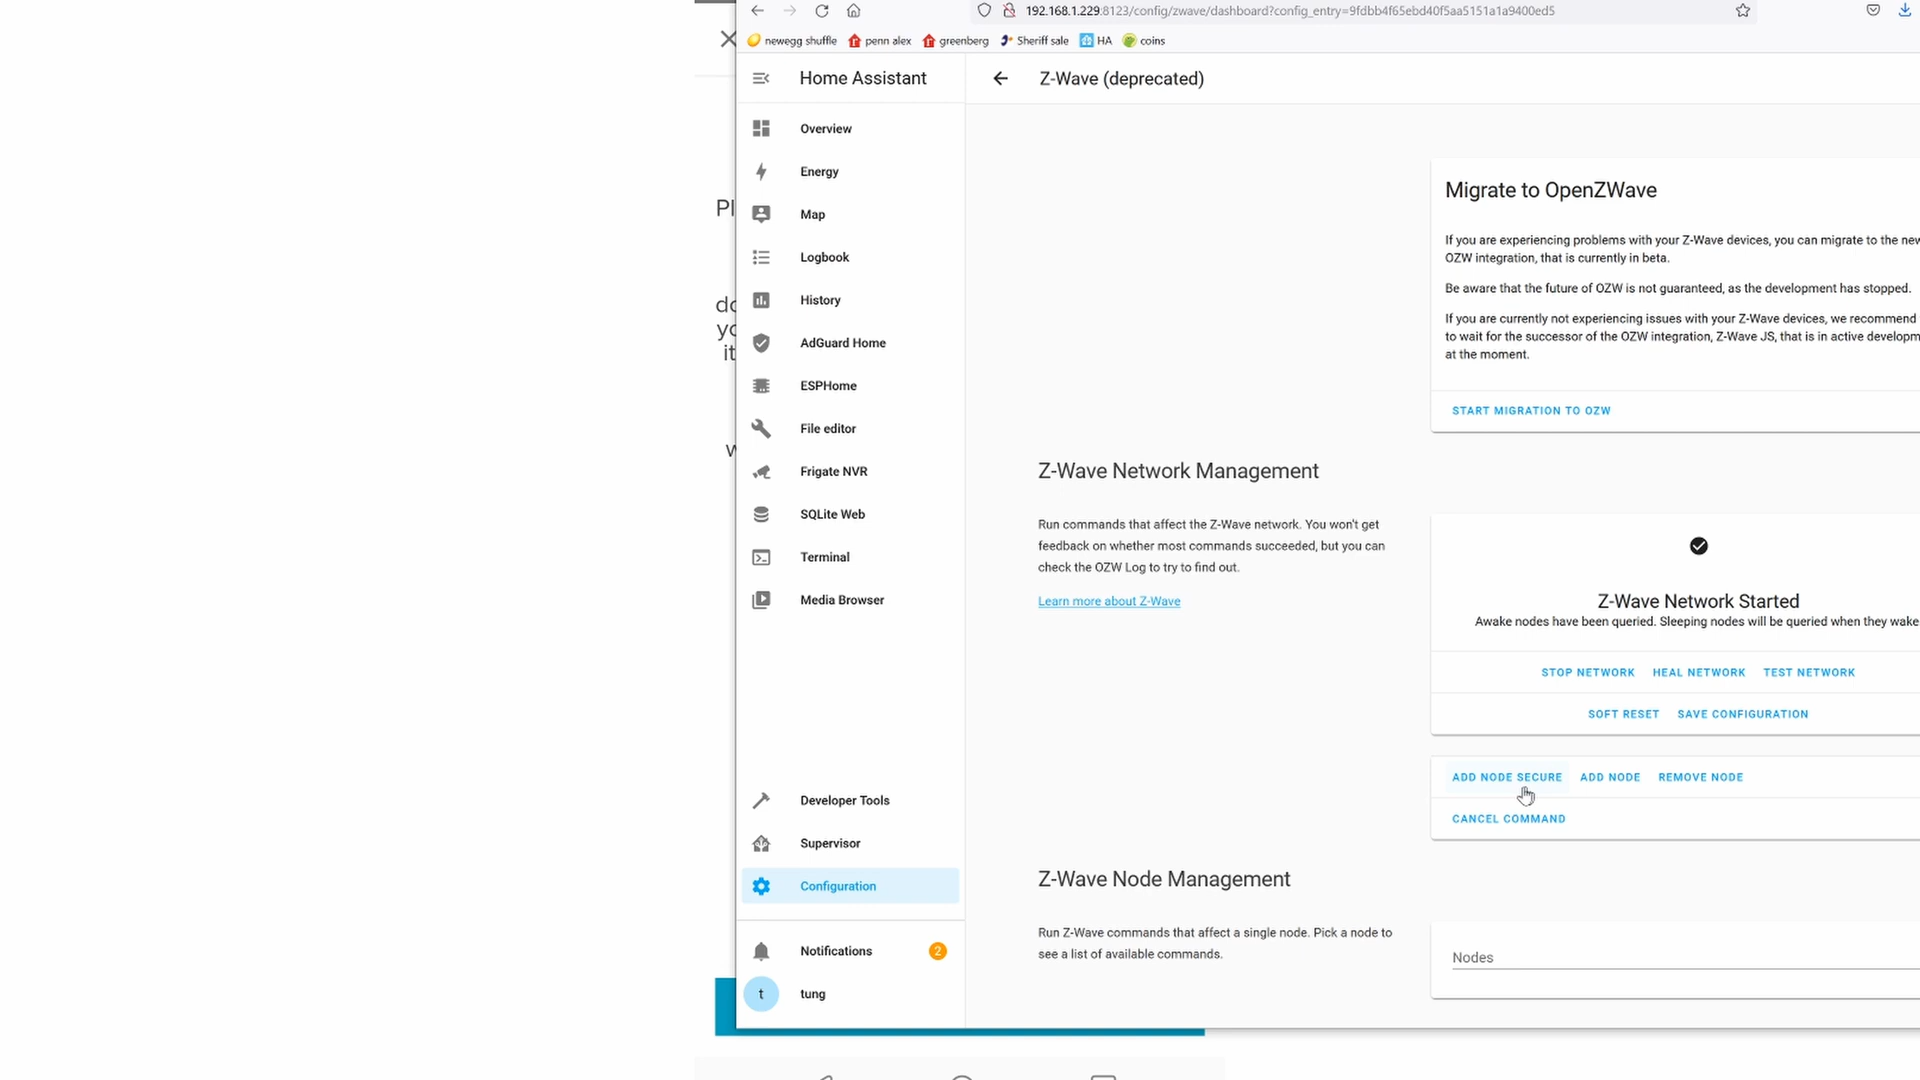 192.168.1.229:8123/config/zwave/dashboard?config_entry=9fdbb4f65ebd40f5aa5151a1a9400ed5
newegg shuffle penn alex greenberg Sheriff sale HA coins
Home Assistant
Overview
Energy
Map
Logbook
History
AdGuard Home
ESPHome
File editor
Frigate NVR
SQLite Web
Terminal
Media Browser
Developer Tools
Supervisor
Configuration
Notifications 2
t tung
Z-Wave (deprecated)
Migrate to OpenZWave
If you are experiencing problems with your Z-Wave devices, you can migrate to the new
OZW integration, that is currently in beta.
Be aware that the future of OZW is not guaranteed, as the development has stopped.
If you are currently not experiencing issues with your Z-Wave devices, we recommend
to wait for the successor of the OZW integration, Z-Wave JS, that is in active developm
at the moment.
START MIGRATION TO OZW
Z-Wave Network Management
Run commands that affect the Z-Wave network. You won't get
feedback on whether most commands succeeded, but you can
check the OZW Log to try to find out.
Learn more about Z-Wave
Z-Wave Network Started
Awake nodes have been queried. Sleeping nodes will be queried when they wake
STOP NETWORK HEAL NETWORK TEST NETWORK
SOFT RESET SAVE CONFIGURATION
ADD NODE SECURE ADD NODE REMOVE NODE
CANCEL COMMAND
Z-Wave Node Management
Run Z-Wave commands that affect a single node. Pick a node to
see a list of available commands.
Nodes